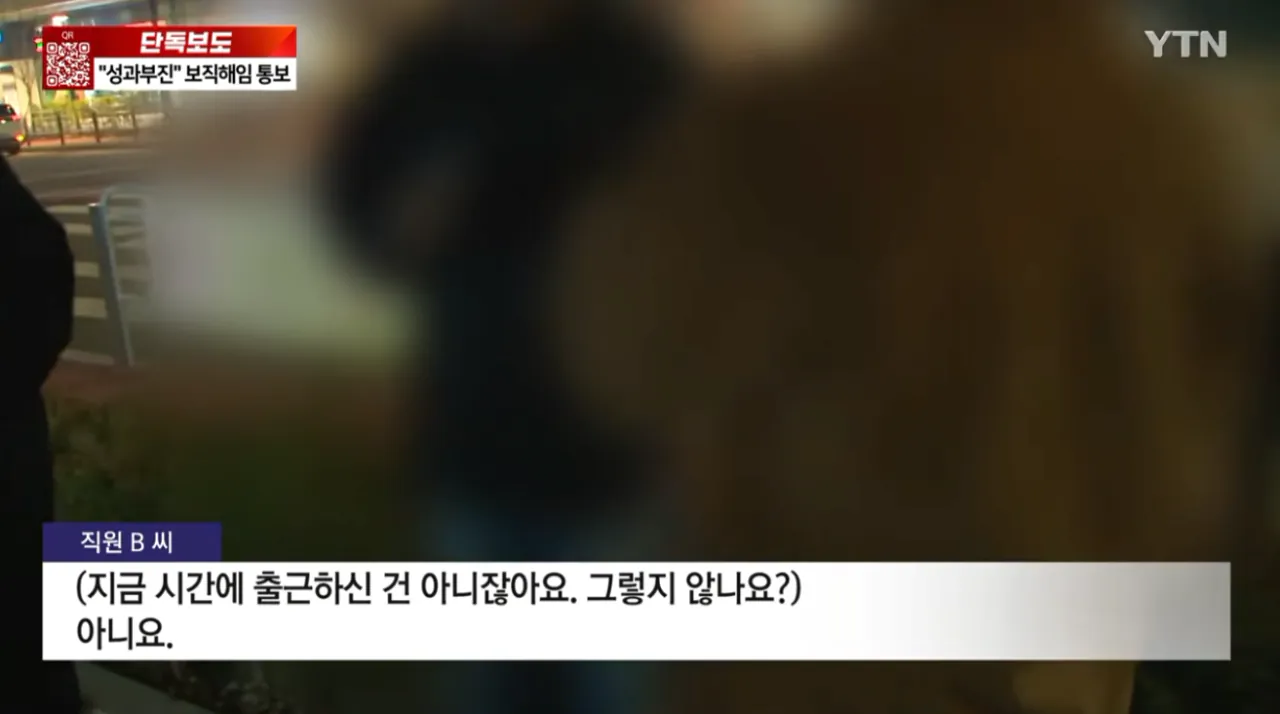 QR
단독보도
"성과부진" 보직해임 통보
YTN
직원 B 씨
(지금 시간에 출근하신 건 아니잖아요. 그렇지 않나요?)
아니요.